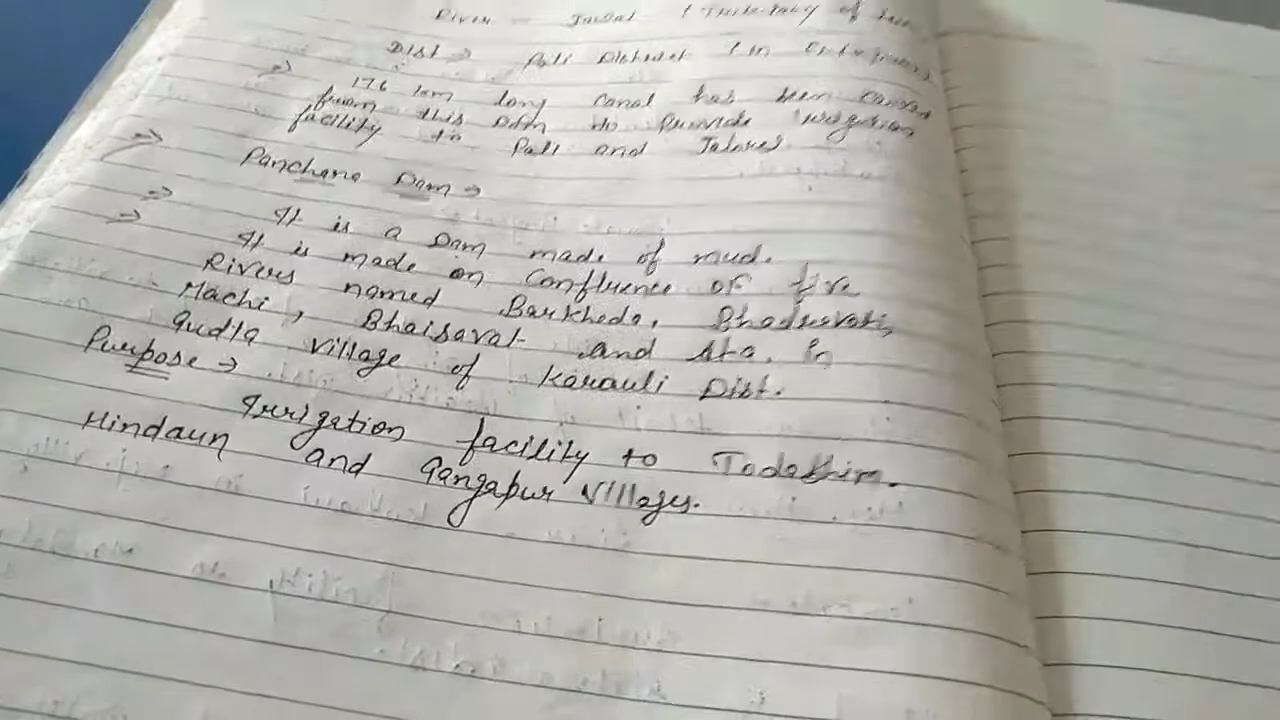 River - Jawai (Tributary of
Dist → Pali District (in
⇒ 176 km long canal has been
from this Dam to Provide irrigation
facility to Pali and Jalore
⇒ Panchana Dam →
⇒ It is a Dam made of mud.
⇒ It is made on Confluence of five
Rivers named Barkheda, Bhadravati,
Machi, Bhaisavat and Ata, in
Gudla village of Karauli Dist.
Purpose →
Irrigation facility to Todabhim.
Hindaun and Gangapur Villages.